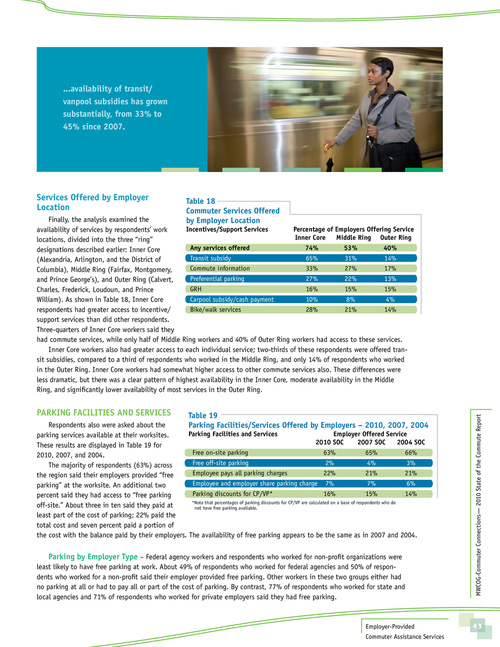 ...availability of transit/
vanpool subsidies has grown
substantially, from 33% to
45% since 2007.
Services Offered by Employer
Location
Finally, the analysis examined the
availability of services by respondents' work
locations, divided into the three "ring"
designations described earlier: Inner Core
(Alexandria, Arlington, and the District of
Columbia), Middle Ring (Fairfax, Montgomery,
and Prince George's), and Outer Ring (Calvert,
Charles, Frederick, Loudoun, and Prince
William). As shown in Table 18, Inner Core
respondents had greater access to incentive/
support services than did other respondents.
Three-quarters of Inner Core workers said they
had commute services, while only half of Middle Ring workers and 40% of Outer Ring workers had access to these services.
Inner Core workers also had greater access to each individual service; two-thirds of these respondents were offered tran-
sit subsidies, compared to a third of respondents who worked in the Middle Ring, and only 14% of respondents who worked
in the Outer Ring. Inner Core workers had somewhat higher access to other commute services also. These differences were
less dramatic, but there was a clear pattern of highest availability in the Inner Core, moderate availability in the Middle
Ring, and significantly lower availability of most services in the Outer Ring.
Table 18
Commuter Services Offered
by Employer Location
Incentives/Support Services Percentage of Employers Offering Service
Inner Core Middle Ring Outer Ring
Any services offered 74% 53% 40%
Transit subsidy 65% 31% 14%
Commute information 33% 27% 17%
Preferential parking 27% 22% 13%
GRH 16% 15% 15%
Carpool subsidy/cash payment 10% 8% 4%
Bike/walk services 28% 21% 14%
PARKING FACILITIES AND SERVICES
Respondents also were asked about the
parking services available at their worksites.
These results are displayed in Table 19 for
2010, 2007, and 2004.
The majority of respondents (63%) across
the region said their employers provided "free
parking" at the worksite. An additional two
percent said they had access to "free parking
off-site." About three in ten said they paid at
least part of the cost of parking; 22% paid the
total cost and seven percent paid a portion of
the cost with the balance paid by their employers. The availability of free parking appears to be the same as in 2007 and 2004.
Table 19
Parking Facilities/Services Offered by Employers – 2010, 2007, 2004
Parking Facilities and Services Employer Offered Service
2010 SOC 2007 SOC 2004 SOC
Free on-site parking 63% 65% 66%
Free off-site parking 2% 4% 3%
Employee pays all parking charges 22% 21% 21%
Employee and employer share parking charge 7% 7% 6%
Parking discounts for CP/VP* 16% 15% 14%
*Note that percentages of parking discounts for CP/VP are calculated on a base of respondents who do
not have free parking available.
Parking by Employer Type – Federal agency workers and respondents who worked for non-profit organizations were
least likely to have free parking at work. About 49% of respondents who worked for federal agencies and 50% of respon-
dents who worked for a non-profit said their employer provided free parking. Other workers in these two groups either had
no parking at all or had to pay all or part of the cost of parking. By contrast, 77% of respondents who worked for state and
local agencies and 71% of respondents who worked for private employers said they had free parking.
MWCOG-Commuter Connections— 2010 State of the Commute Report
Employer-Provided
Commuter Assistance Services
43